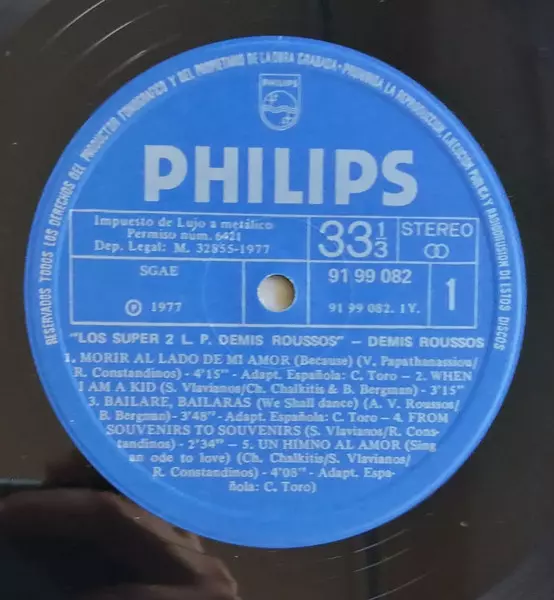 RESERVADOS TODOS LOS DERECHOS DEL PRODUCTOR FONOGRAFICO Y DEL PROPIETARIO DE LA OBRA GRABADA - PROHIBIDA LA REPRODUCCION, EJECUCION PUBLICA Y RADIODIFUSION DE ESTOS DISCOS
PHILIPS
PHILIPS
Impuesto de Lujo a metálico
Permiso núm. 6421
Dep. Legal: M. 32855-1977
33 1/3
STEREO
SGAE
℗ 1977
91 99 082
91 99 082. 1Y.
1
"LOS SUPER 2 L. P. DEMIS ROUSSOS" - DEMIS ROUSSOS
1. MORIR AL LADO DE MI AMOR (Because) (V. Papathanassiou/
R. Constandinos) - 4'15" - Adapt. Española: C. Toro - 2. WHEN
I AM A KID (S. Vlavianos/Ch. Chalkitis & B. Bergman) - 3'15"
3. BAILARE, BAILARAS (We Shall dance) (A. V. Roussos/
B. Bergman) - 3'48" - Adapt. Española: C. Toro - 4. FROM
SOUVENIRS TO SOUVENIRS (S. Vlavianos/R. Cons-
tandinos) - 2'34" - 5. UN HIMNO AL AMOR (Sing
an ode to love) (Ch. Chalkitis/S. Vlavianos/
R. Constandinos) - 4'05" - Adapt. Espa-
ñola: C. Toro)